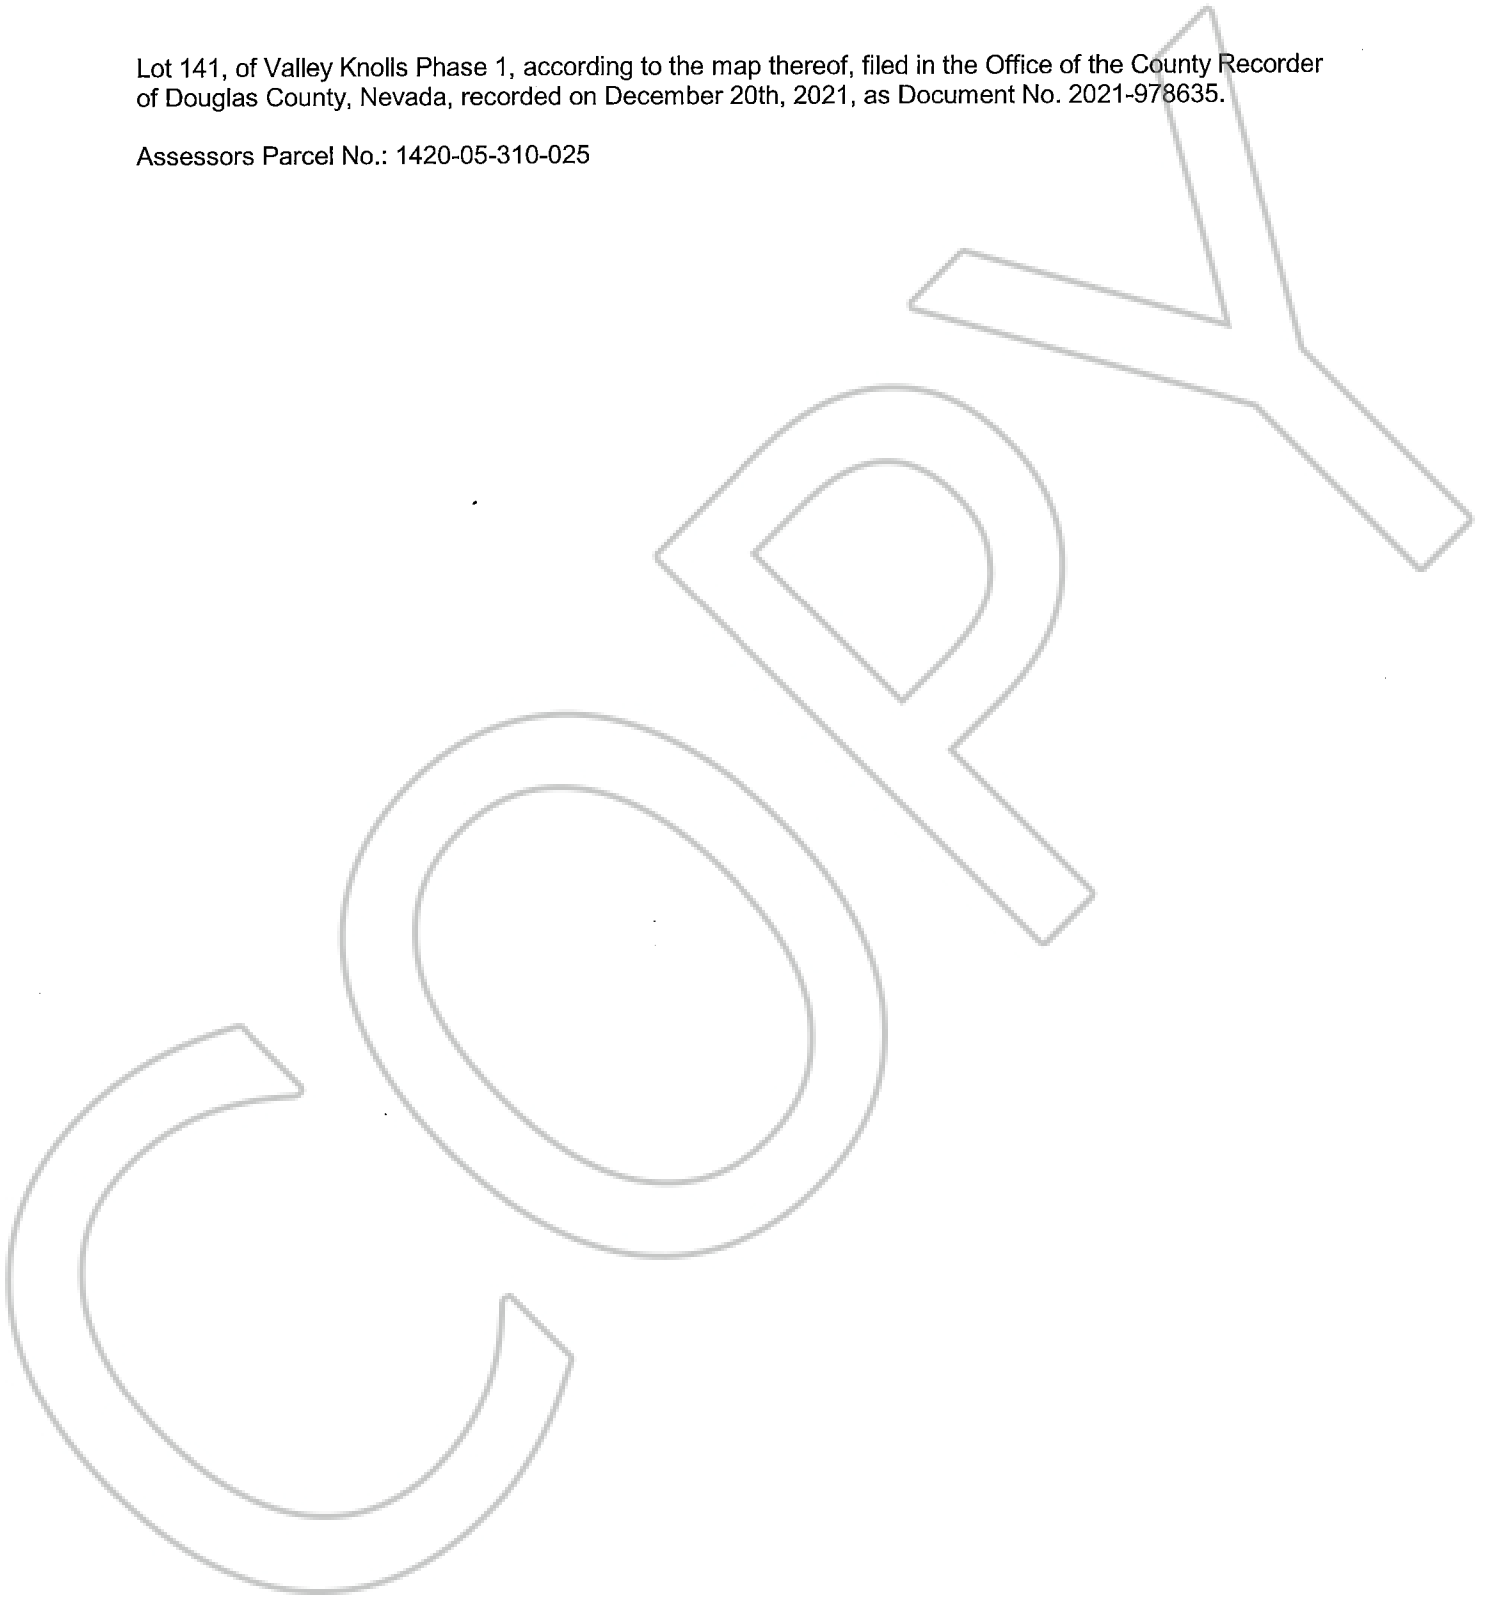 Lot 141, of Valley Knolls Phase 1, according to the map thereof, filed in the Office of the County Recorder
of Douglas County, Nevada, recorded on December 20th, 2021, as Document No. 2021-978635.
Assessors Parcel No.: 1420-05-310-025
COPY